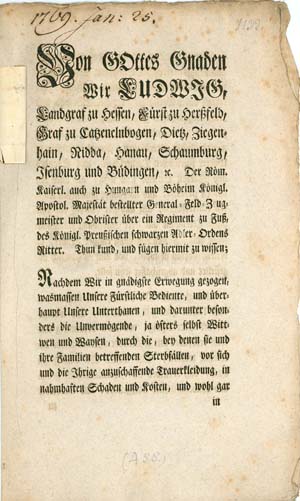 1769. jan: 25.
Von GOttes Gnaden
Wir LUDWIG,
Landgraf zu Hessen, Fürst zu Herßfeld,
Graf zu Catzenelnbogen, Dietz, Ziegen-
hain, Nidda, Hanau, Schaumburg,
Isenburg und Büdingen, ꝛc. Der Röm.
Kaiserl. auch zu Hungarn und Böheim Königl.
Apostol. Majestät bestellter General-Feld-Zeug-
meister und Obrister über ein Regiment zu Fuß,
des Königl. Preußischen schwarzen Adler-Ordens
Ritter. Thun kund, und fügen hiermit zu wissen;
Nachdem Wir in gnädigste Erwegung gezogen,
wasmassen Unsere Fürstliche Bediente, und über-
haupt Unsere Unterthanen, und darunter beson-
ders die Unvermögende, ja öfters selbst Witt-
wen und Waysen, durch die, bey denen sie und
ihre Familien betreffenden Sterbfällen, vor sich
und die Ihrige anzuschaffende Trauerkleidung, in
nahmhaften Schaden und Kosten, und wohl gar
in